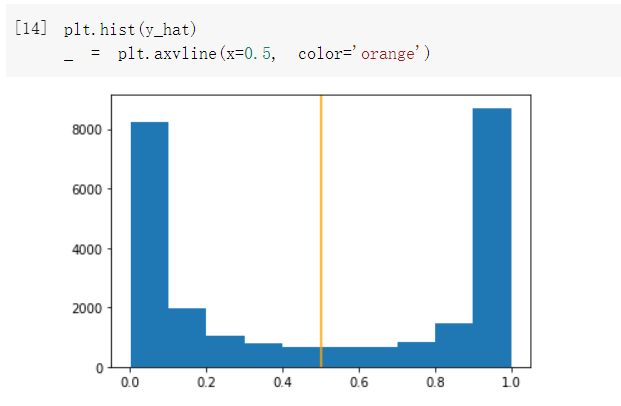 [14] plt.hist(y_hat)
_ = plt.axvline(x=0.5, color='orange')
8000
6000
4000
2000
0
0.0 0.2 0.4 0.6 0.8 1.0